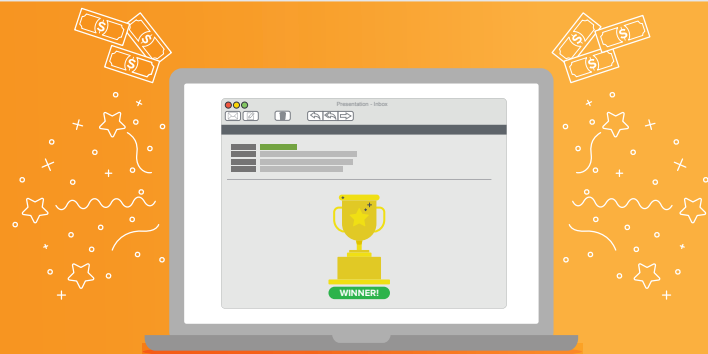 $ $
$
$ $
$
Presentation - Inbox
WINNER!